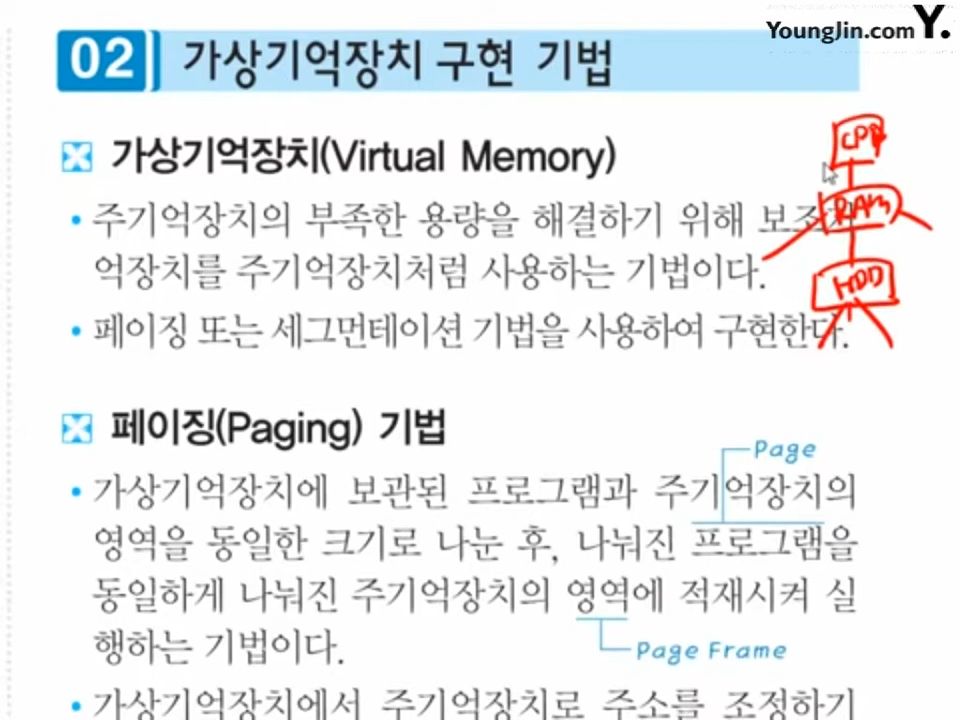 YoungJin.com Y.
02 가상기억장치 구현 기법
가상기억장치(Virtual Memory)
CPU
• 주기억장치의 부족한 용량을 해결하기 위해 보조기
RAM
억장치를 주기억장치처럼 사용하는 기법이다.
HDD
• 페이징 또는 세그먼테이션 기법을 사용하여 구현한다.
페이징(Paging) 기법
Page
• 가상기억장치에 보관된 프로그램과 주기억장치의
영역을 동일한 크기로 나눈 후, 나눠진 프로그램을
동일하게 나눠진 주기억장치의 영역에 적재시켜 실
행하는 기법이다.
Page Frame
• 가상기억장치에서 주기억장치로 주소를 조정하기